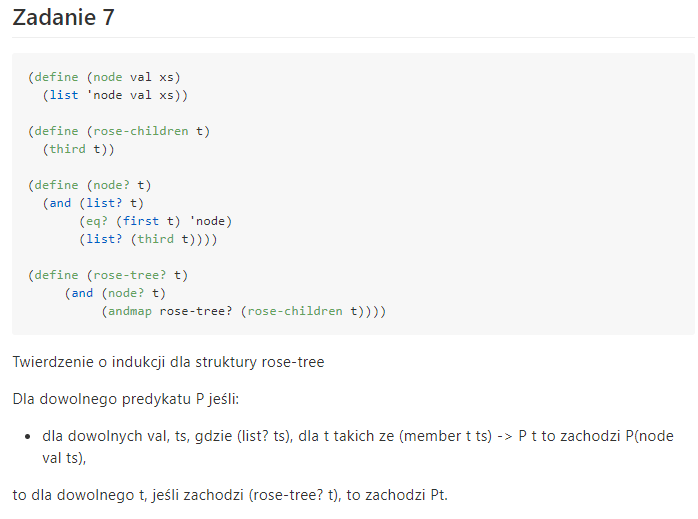 Zadanie 7
(define (node val xs)
  (list 'node val xs))
(define (rose-children t)
  (third t))
(define (node? t)
  (and (list? t)
       (eq? (first t) 'node)
       (list? (third t))))
(define (rose-tree? t)
     (and (node? t)
          (andmap rose-tree? (rose-children t))))
Twierdzenie o indukcji dla struktury rose-tree
Dla dowolnego predykatu P jeśli:
• dla dowolnych val, ts, gdzie (list? ts), dla t takich ze (member t ts) -> P t to zachodzi P(node
val ts),
to dla dowolnego t, jeśli zachodzi (rose-tree? t), to zachodzi Pt.